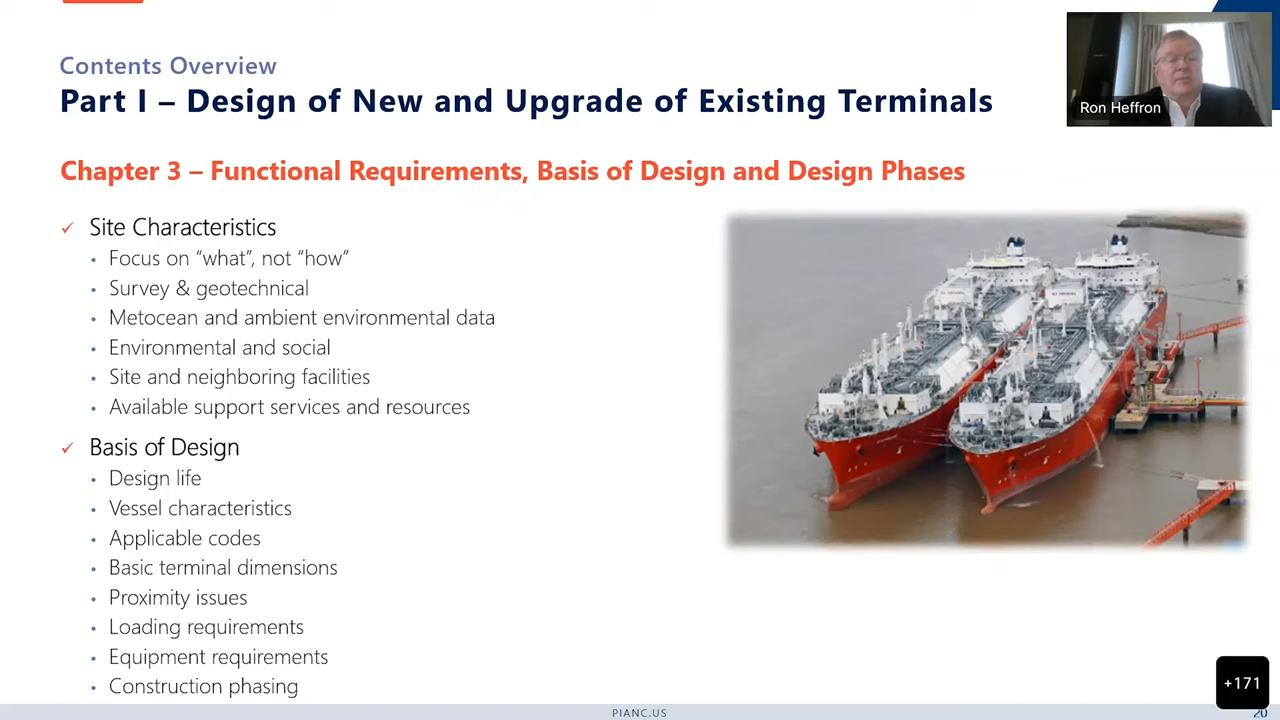 Contents Overview
Part I – Design of New and Upgrade of Existing Terminals
Ron Heffron
Chapter 3 – Functional Requirements, Basis of Design and Design Phases
✓ Site Characteristics
• Focus on “what”, not “how”
• Survey & geotechnical
• Metocean and ambient environmental data
• Environmental and social
• Site and neighboring facilities
• Available support services and resources
✓ Basis of Design
• Design life
• Vessel characteristics
• Applicable codes
• Basic terminal dimensions
• Proximity issues
• Loading requirements
• Equipment requirements
• Construction phasing
+171
PIANC.US
20